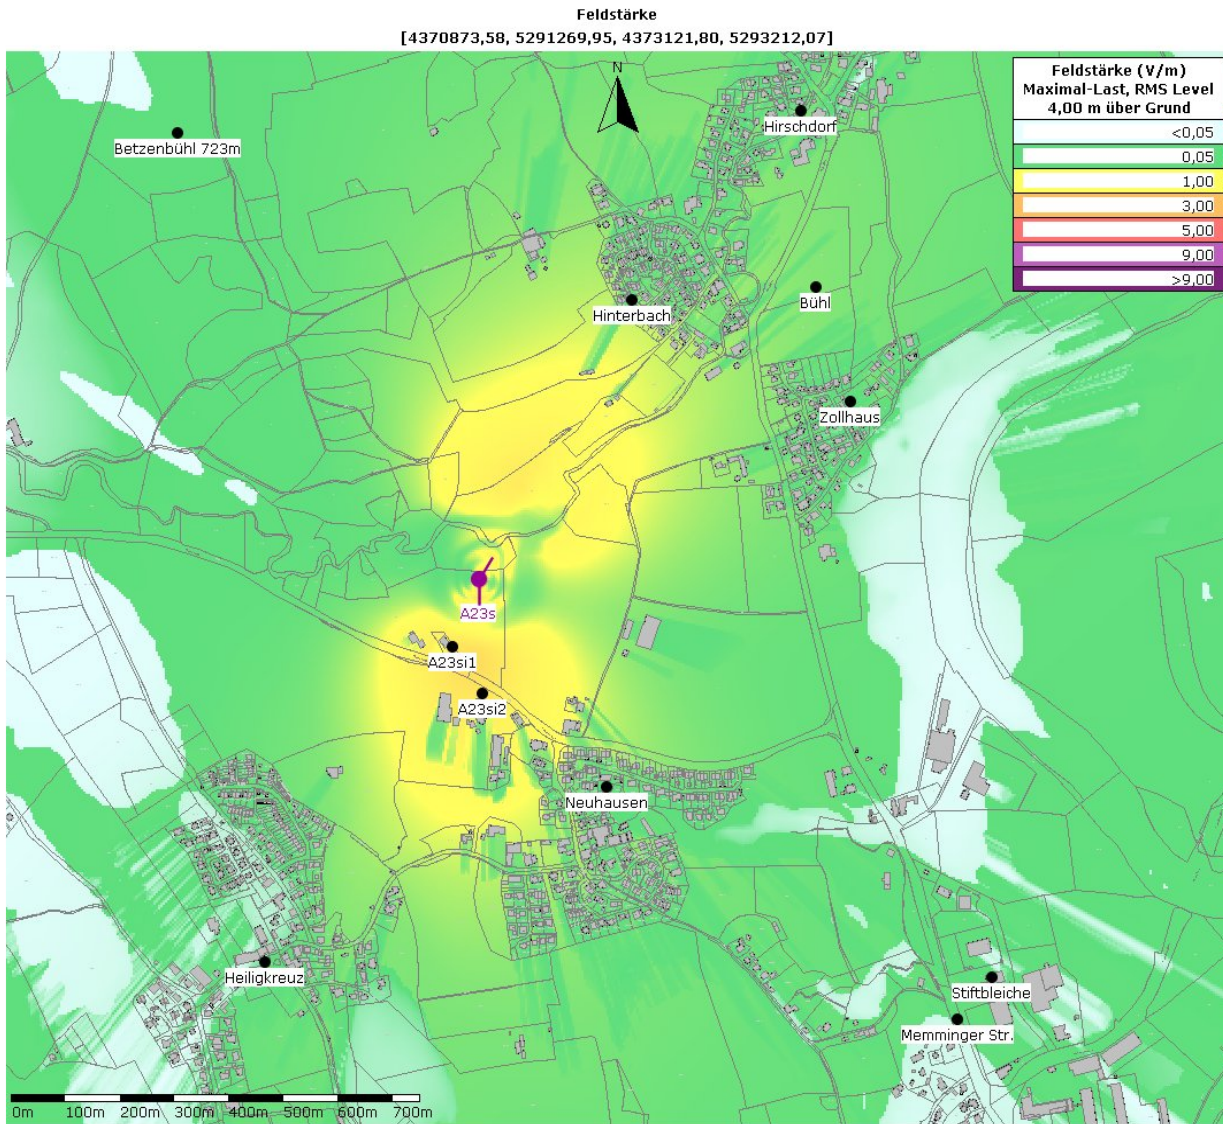 Feldstärke
[4370873,58, 5291269,95, 4373121,80, 5293212,07]
N
Feldstärke (V/m)
Maximal-Last, RMS Level
4,00 m über Grund
<0,05
0,05
1,00
3,00
5,00
9,00
>9,00
Hirschdorf
Betzenbühl 723m
Hinterbach
Bühl
Zollhaus
A23s
A23si1
A23si2
Neuhausen
Heiligkreuz
Stiftbleiche
Memminger Str.
0m 100m 200m 300m 400m 500m 600m 700m